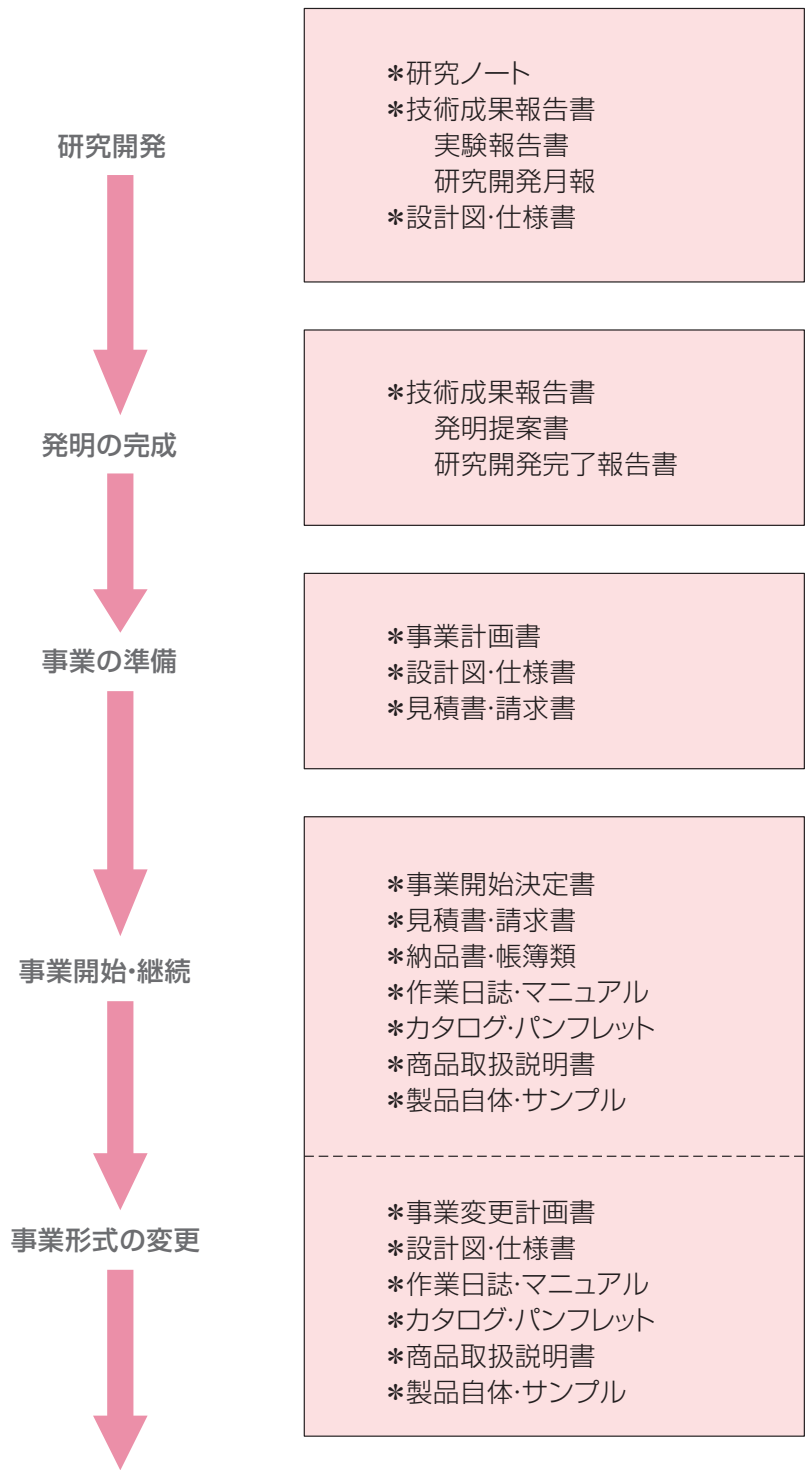 研究開発
＊研究ノート
＊技術成果報告書
実験報告書
研究開発月報
＊設計図・仕様書
発明の完成
＊技術成果報告書
発明提案書
研究開発完了報告書
事業の準備
＊事業計画書
＊設計図・仕様書
＊見積書・請求書
事業開始・継続
＊事業開始決定書
＊見積書・請求書
＊納品書・帳簿類
＊作業日誌・マニュアル
＊カタログ・パンフレット
＊商品取扱説明書
＊製品自体・サンプル
事業形式の変更
＊事業変更計画書
＊設計図・仕様書
＊作業日誌・マニュアル
＊カタログ・パンフレット
＊商品取扱説明書
＊製品自体・サンプル